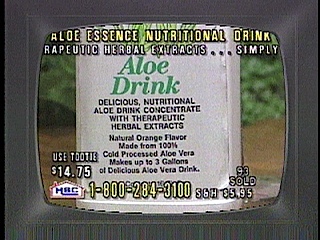 ALOE ESSENCE NUTRITIONAL DRINK
RAPEUTIC HERBAL EXTRACTS . . . SIMPLY
Aloe
Drink
DELICIOUS, NUTRITIONAL
ALOE DRINK CONCENTRATE
WITH THERAPEUTIC
HERBAL EXTRACTS
Natural Orange Flavor
Made from 100%
Cold Processed Aloe Vera
Makes up to 3 Gallons
of Delicious Aloe Vera Drink.
USE TOOTIE
$14.75
HSC
1-800-284-3100
93
SOLD
S&H $5.95